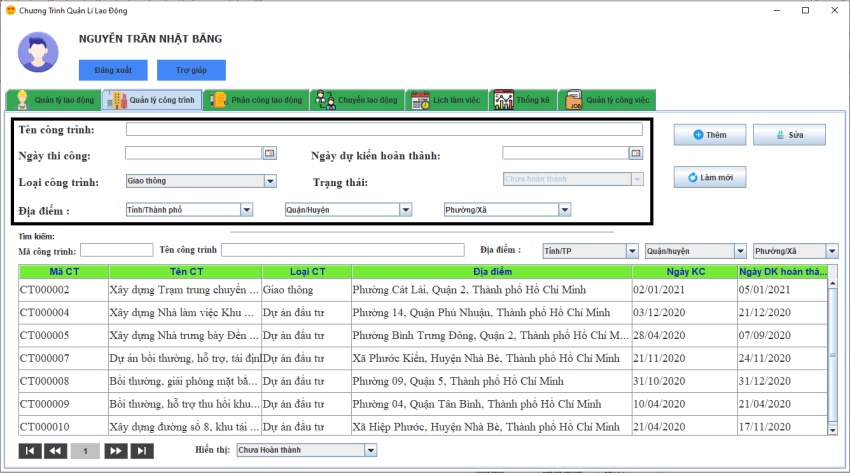 Chương Trình Quản Lí Lao Động
NGUYỄN TRẦN NHẬT BĂNG
Đăng xuất Trợ giúp
Quản lý lao động Quản lý công trình Phân công lao động Chuyển lao động Lịch làm việc Thống kê Quản lý công việc
Tên công trình:
Thêm Sửa
Ngày thi công: Ngày dự kiến hoàn thành:
Loại công trình: Giao thông Trạng thái: Chưa hoàn thành
Làm mới
Địa điểm : Tỉnh/Thành phố Quận/Huyện Phường/Xã
Tìm kiếm:
Mã công trình: Tên công trình Địa điểm : Tỉnh/TP Quận/huyện Phường/Xã
Mã CT Tên CT Loại CT Địa điểm Ngày KC Ngày DK hoàn thà...
CT000002 Xây dựng Trạm trung chuyển ... Giao thông Phường Cát Lái, Quận 2, Thành phố Hồ Chí Minh 02/01/2021 05/01/2021
CT000004 Xây dựng Nhà làm việc Khu ... Dự án đầu tư Phường 14, Quận Phú Nhuận, Thành phố Hồ Chí Minh 03/12/2020 21/12/2020
CT000005 Xây dựng Nhà trưng bày Đền ... Dự án đầu tư Phường Bình Trưng Đông, Quận 2, Thành phố Hồ Chí M... 28/04/2020 07/09/2020
CT000007 Dự án bồi thường, hỗ trợ, tái địnl Dự án đầu tư Xã Phước Kiển, Huyện Nhà Bè, Thành phố Hồ Chí Minh 21/11/2020 24/11/2020
CT000008 Bồi thường, giải phóng mặt bằ... Dự án đầu tư Phường 09, Quận 5, Thành phố Hồ Chí Minh 31/10/2020 31/12/2020
CT000009 Bồi thường, hỗ trợ thu hồi khu... Dự án đầu tư Phường 04, Quận Tân Bình, Thành phố Hồ Chí Minh 10/04/2020 21/04/2020
CT000010 Xây dựng đường số 8, khu tái ... Dự án đầu tư Xã Hiệp Phước, Huyện Nhà Bè, Thành phố Hồ Chí Minh 21/04/2020 17/11/2020
1 Hiển thị: Chưa Hoàn thành